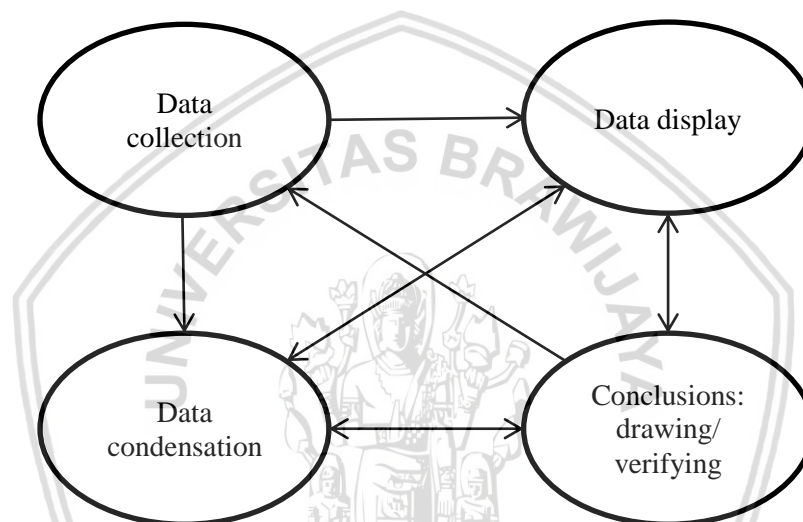 Data
collection
Data display
UNIVERSITAS BRAWIJAYA
Data
condensation
Conclusions:
drawing/
verifying